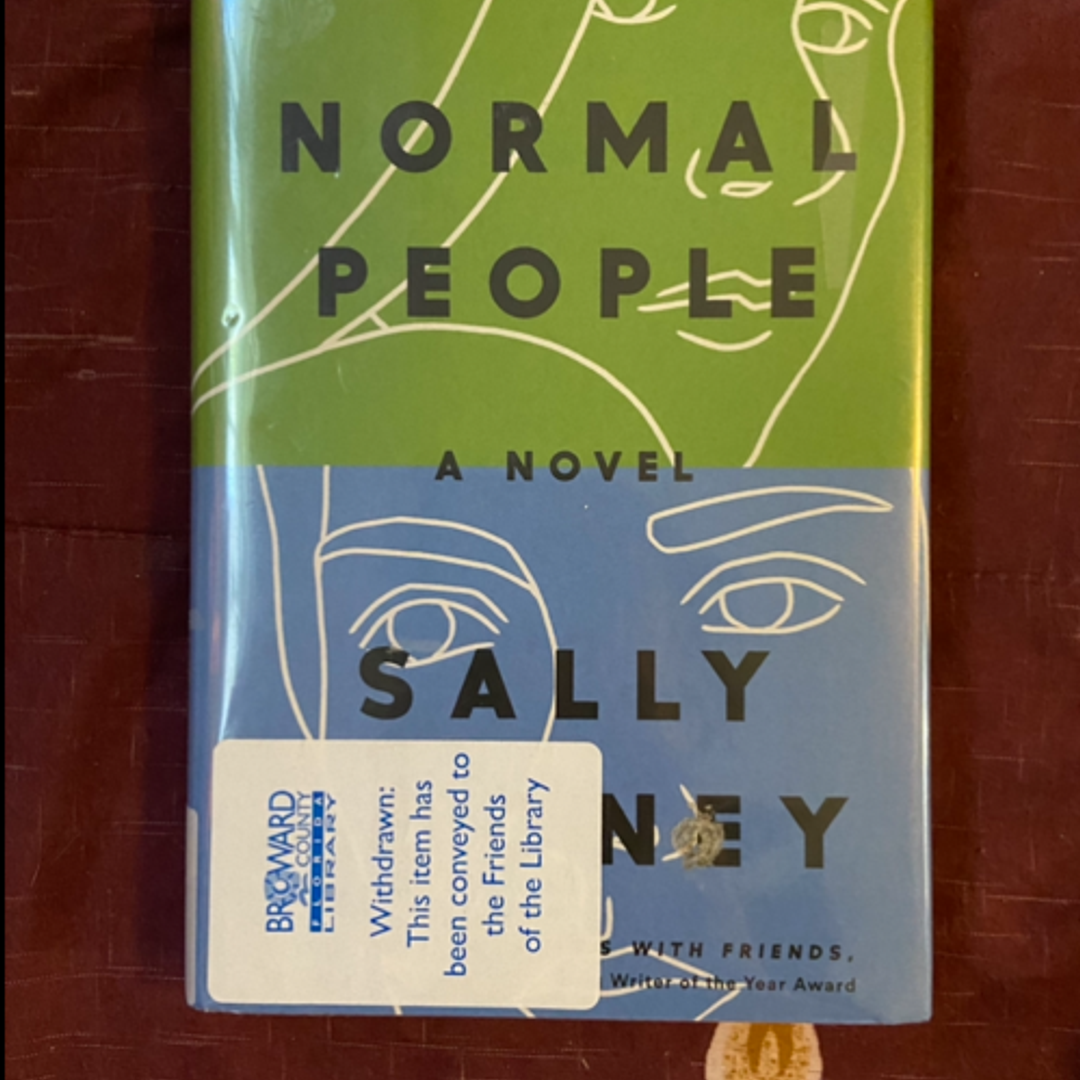 NORMAL
PEOPLE
A NOVEL
SALLY
NEY
S WITH FRIENDS,
Writer of the Year Award
BROWARD
COUNTY
FLORIDA
LIBRARY
Withdrawn:
This item has
been conveyed to
the Friends
of the Library